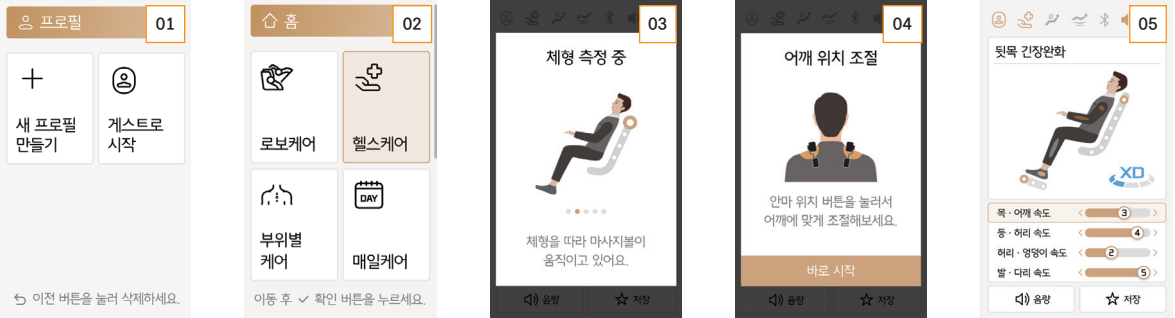 프로필
01
새 프로필
만들기
게스트로
시작
이전 버튼을 눌러 삭제하세요.
홈
02
로보케어
헬스케어
부위별
케어
DAY
매일케어
이동 후 ✓ 확인 버튼을 누르세요.
03
체형 측정 중
체형을 따라 마사지볼이
움직이고 있어요.
음량
저장
04
어깨 위치 조절
안마 위치 버튼을 눌러서
어깨에 맞게 조절해보세요.
바로 시작
음량
저장
05
뒷목 긴장완화
XD
목 · 어깨 속도
3
등 · 허리 속도
4
허리 · 엉덩이 속도
2
발 · 다리 속도
5
음량
저장